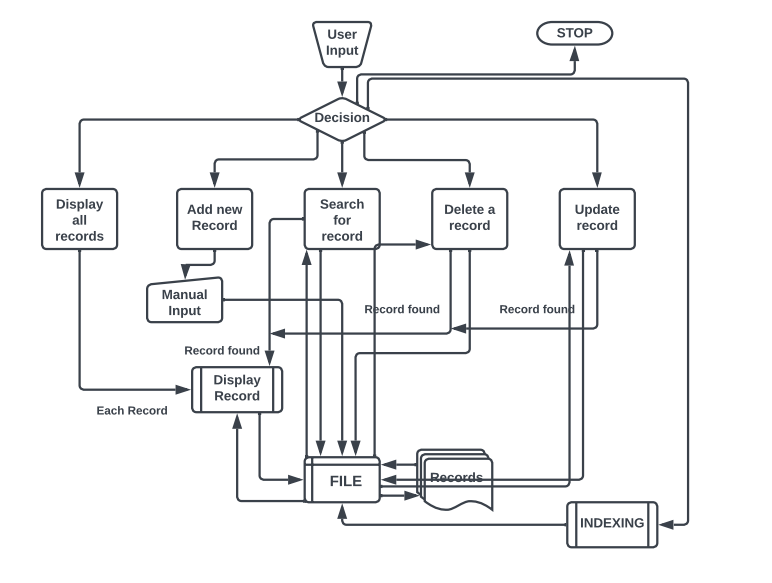 User
Input
STOP
Decision
Display
all
records
Add new
Record
Search
for
record
Delete a
record
Update
record
Manual
Input
Record found
Record found
Record found
Display
Record
Each Record
FILE
Records
INDEXING